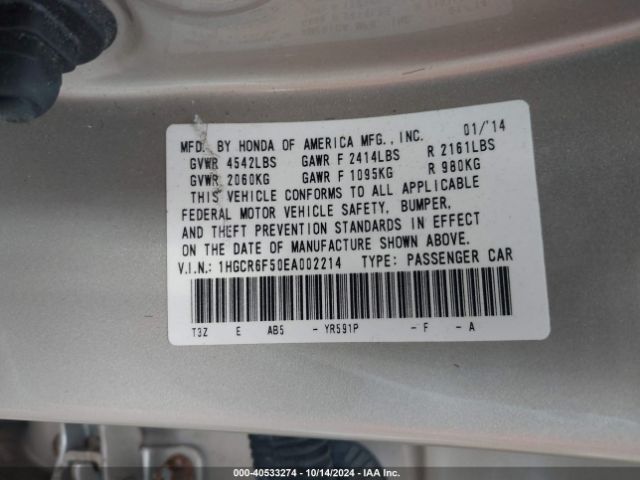 MFD. BY HONDA OF AMERICA MFG., INC. 01/'14
GVWR 4542LBS GAWR F 2414LBS R 2161LBS
GVWR 2060KG GAWR F 1095KG R 980KG
THIS VEHICLE CONFORMS TO ALL APPLICABLE
FEDERAL MOTOR VEHICLE SAFETY, BUMPER,
AND THEFT PREVENTION STANDARDS IN EFFECT
ON THE DATE OF MANUFACTURE SHOWN ABOVE.
V.I.N.: 1HGCR6F50EA002214 TYPE: PASSENGER CAR
T3Z E AB5 - YR591P - F - A
000-40533274 | 10/14/2024 | IAA Inc.